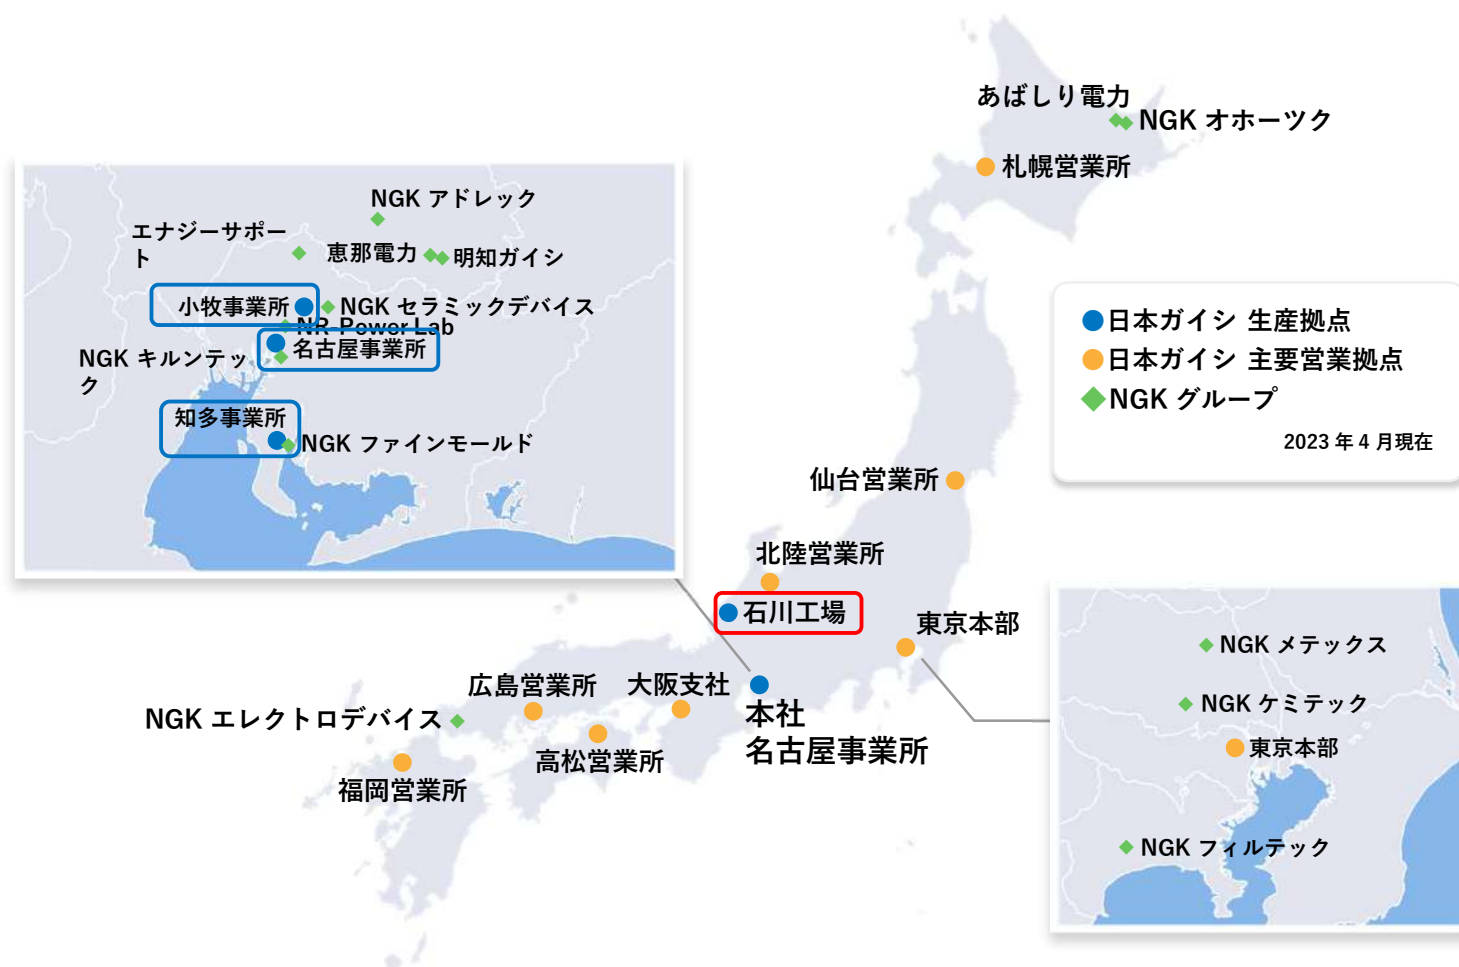 あばしり電力
NGK オホーツク
札幌営業所
NGK アドレック
エナジーサポー
ト
恵那電力
明知ガイシ
小牧事業所
NGK セラミックデバイス
NR-Power Lab
名古屋事業所
NGK キルンテッ
ク
知多事業所
NGK ファインモールド
日本ガイシ 生産拠点
日本ガイシ 主要営業拠点
NGK グループ
2023 年 4 月現在
仙台営業所
北陸営業所
石川工場
東京本部
広島営業所
大阪支社
NGK エレクトロデバイス
本社
名古屋事業所
高松営業所
福岡営業所
NGK メテックス
NGK ケミテック
東京本部
NGK フィルテック